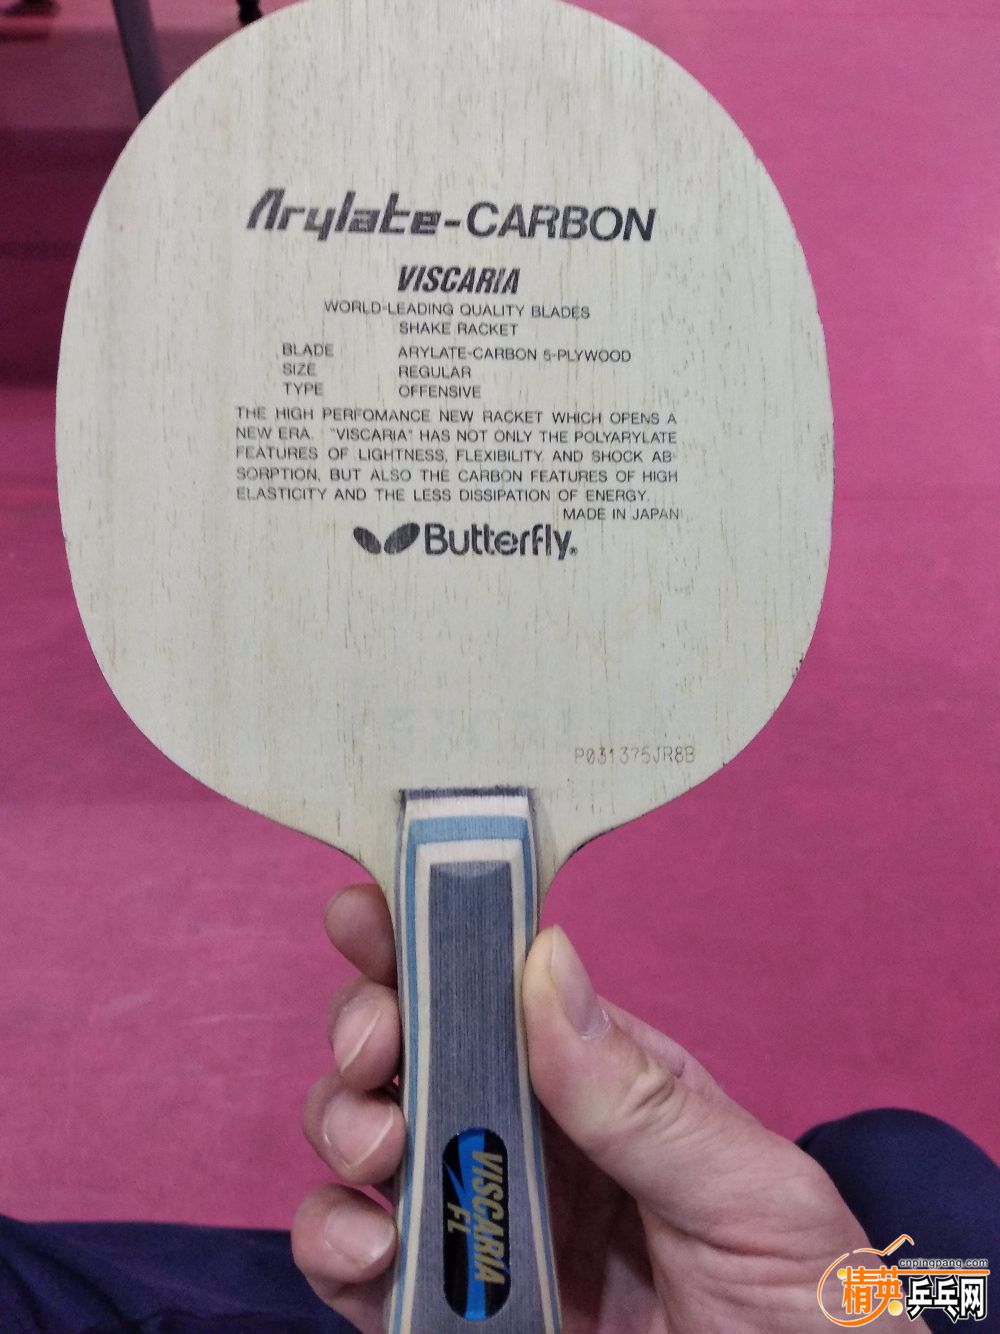 Arylate-CARBON
VISCARIA
WORLD-LEADING QUALITY BLADES
SHAKE RACKET
BLADE ARYLATE-CARBON 5-PLYWOOD
SIZE REGULAR
TYPE OFFENSIVE
THE HIGH PERFOMANCE NEW RACKET WHICH OPENS A
NEW ERA. "VISCARIA" HAS NOT ONLY THE POLYARYLATE
FEATURES OF LIGHTNESS, FLEXIBILITY AND SHOCK AB-
SORPTION, BUT ALSO THE CARBON FEATURES OF HIGH
ELASTICITY AND THE LESS DISSIPATION OF ENERGY.
MADE IN JAPAN
Butterfly®
P031375JR8B
VISCARIA
FL
cnpingpang.com
精英乒乓网